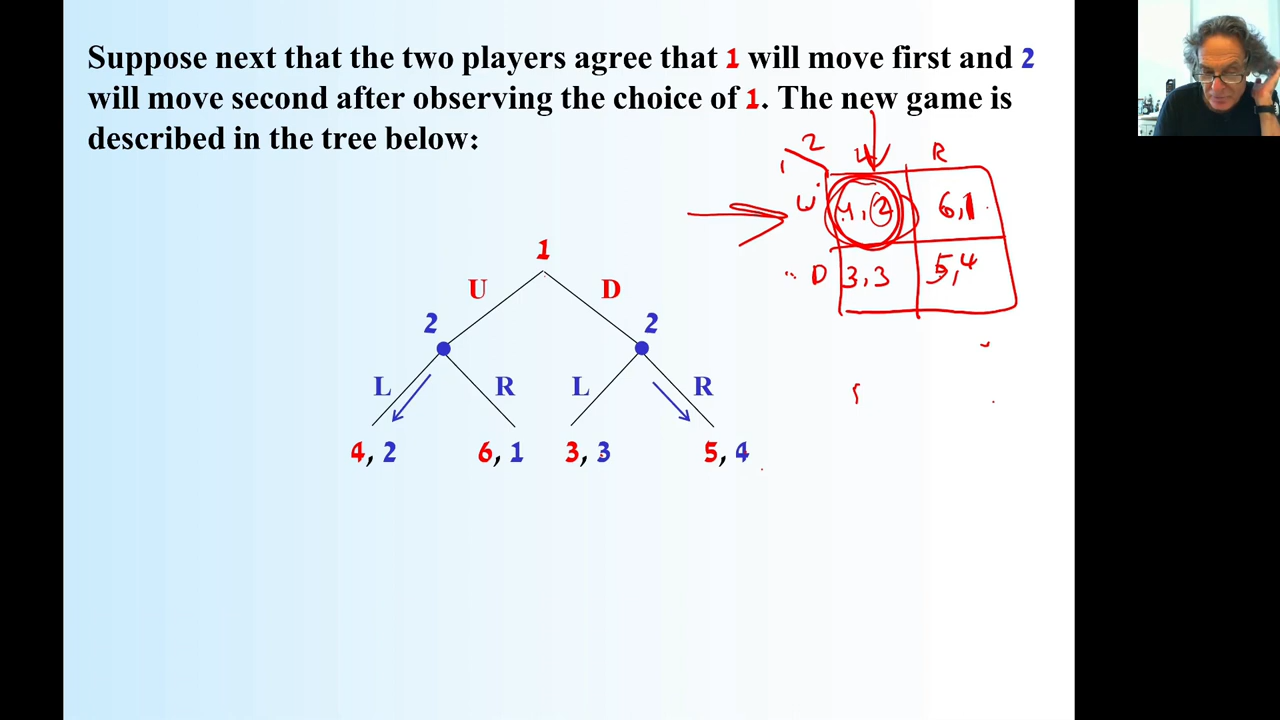 Suppose next that the two players agree that 1 will move first and 2
will move second after observing the choice of 1. The new game is
described in the tree below:
2
1 R
U 4, 2 6, 1
D 3, 3 5, 4
1
U D
2 2
L R L R
4, 2 6, 1 3, 3 5, 4